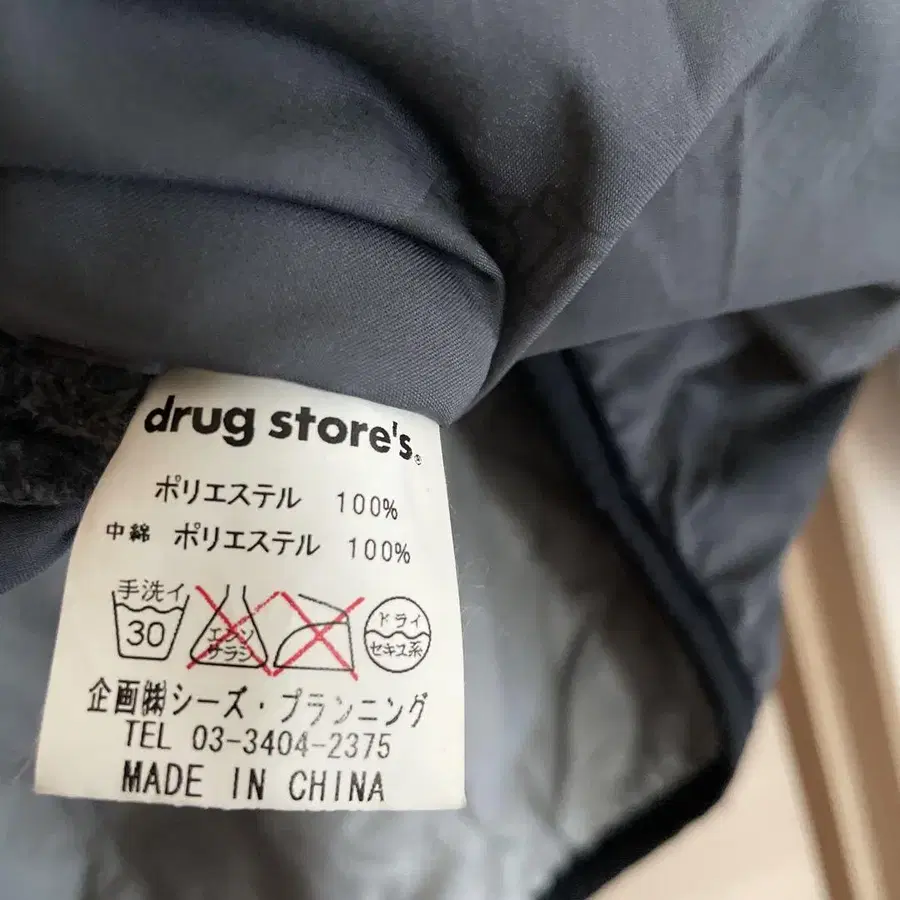 drug store's®
ポリエステル 100%
中綿 ポリエステル 100%
手洗イ
30
エンソ
サラシ
ドライ
セキユ系
企画㈱シーズ・プランニング
TEL 03-3404-2375
MADE IN CHINA